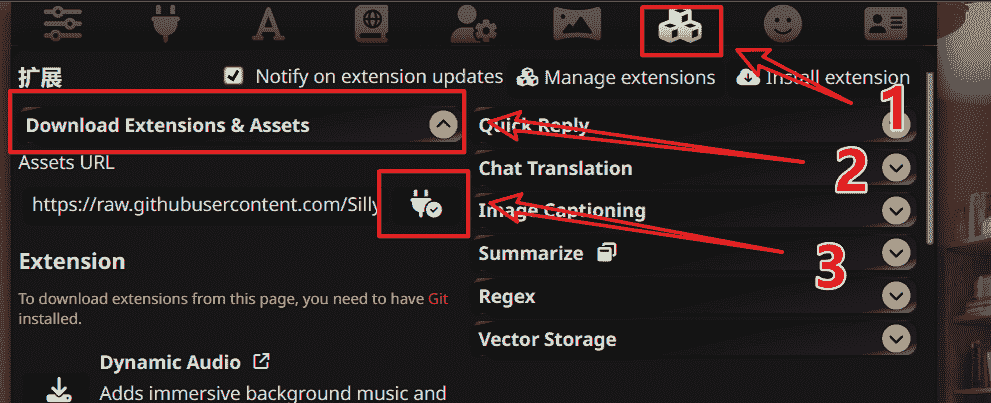 扩展
Notify on extension updates
Manage extensions
Install extension
1
Download Extensions & Assets
Quick Reply
2
Assets URL
Chat Translation
https://raw.githubusercontent.com/Silly
Image Captioning
3
Extension
Summarize
To download extensions from this page, you need to have Git
installed.
Regex
Vector Storage
Dynamic Audio
Adds immersive background music and